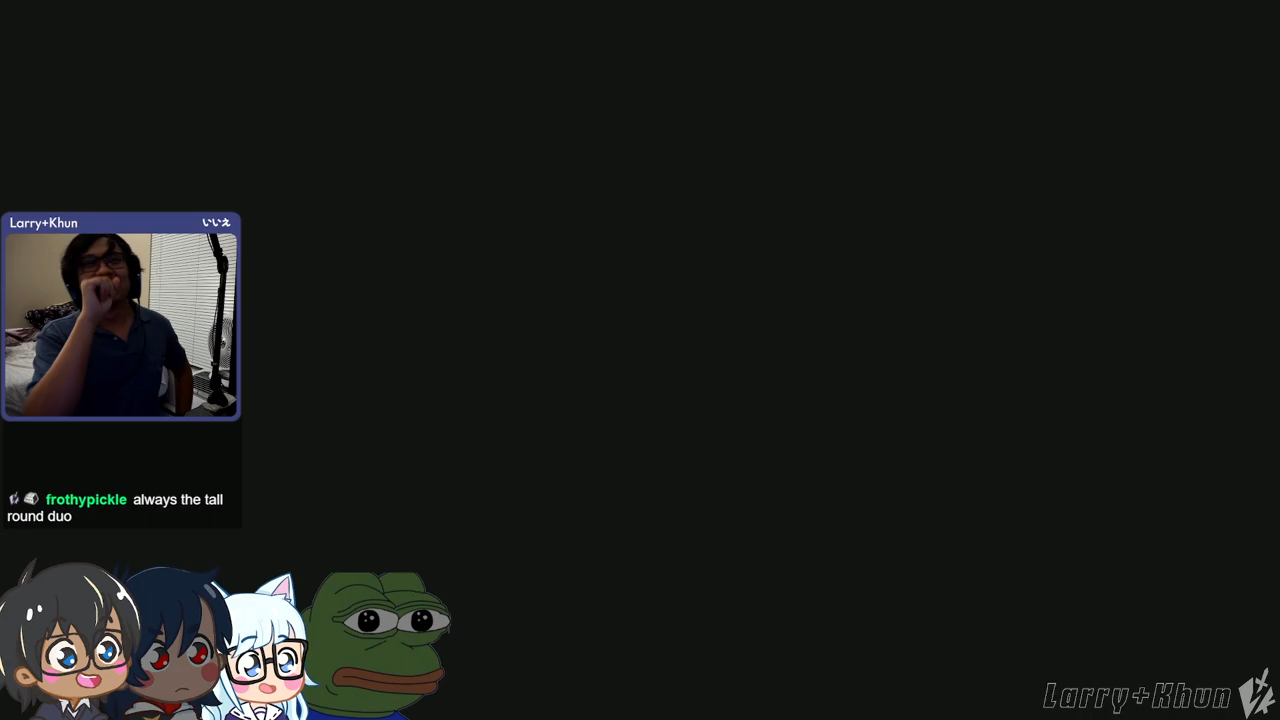 Larry+Khun いいえ
frothypickle always the tall
round duo
Larry+Khun